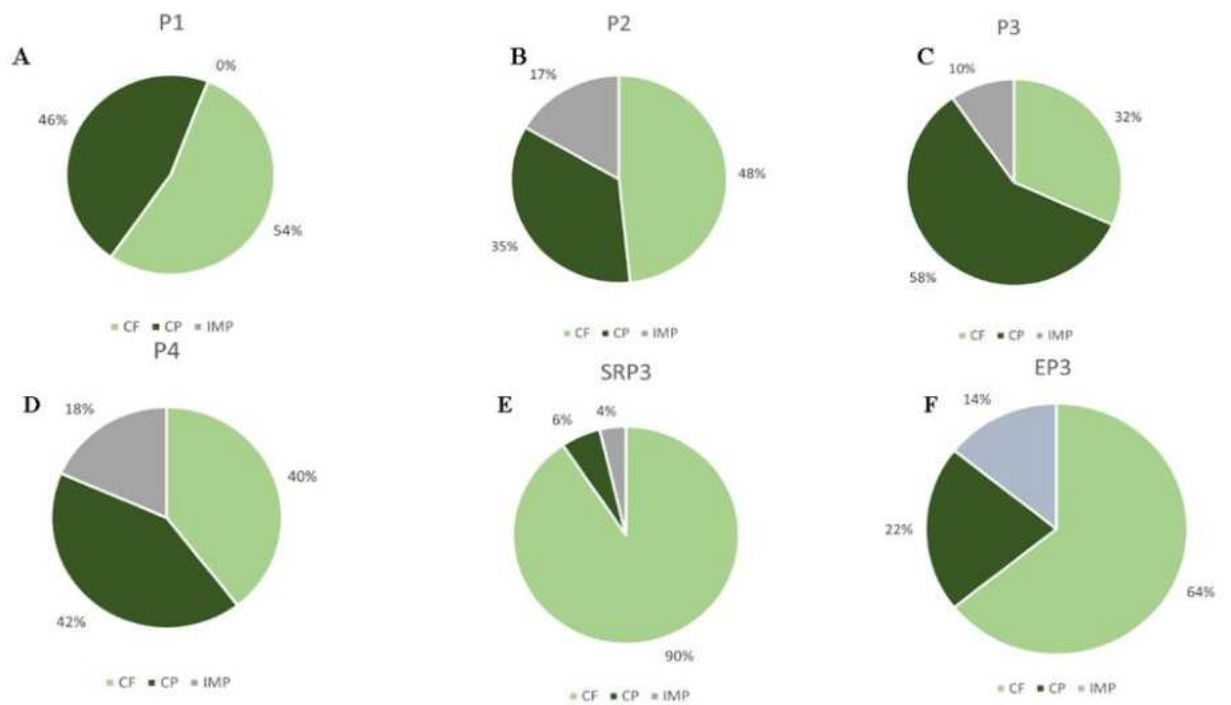 P1
A
0%
46%
54%
CF CP IMP
P2
B
17%
48%
35%
CF CP IMP
P3
C
10%
32%
58%
CF CP IMP
P4
D
18%
40%
42%
CF CP IMP
SRP3
E
6%
4%
90%
CF CP IMP
EP3
F
14%
22%
64%
CF CP IMP